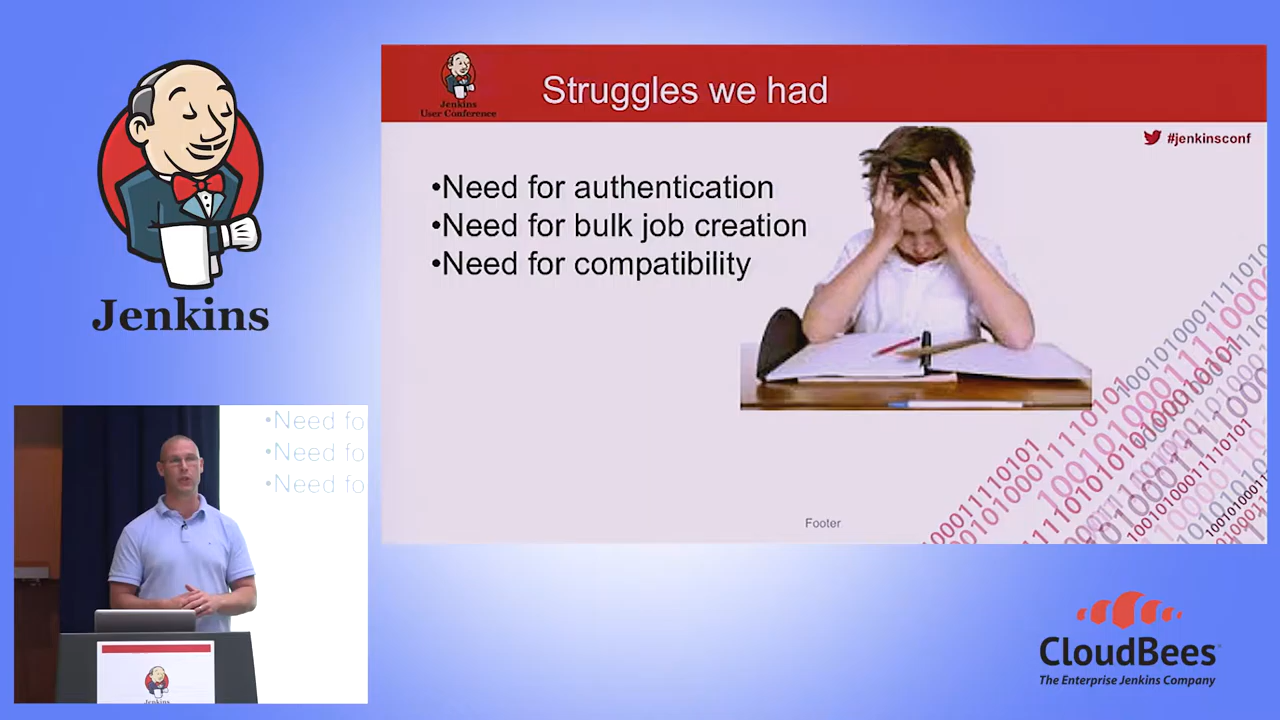 Jenkins
Jenkins
User Conference
Struggles we had
#jenkinsconf
•Need for authentication
•Need for bulk job creation
•Need for compatibility
Footer
•Need fo
•Need fo
•Need fo
Jenkins
CloudBees
The Enterprise Jenkins Company